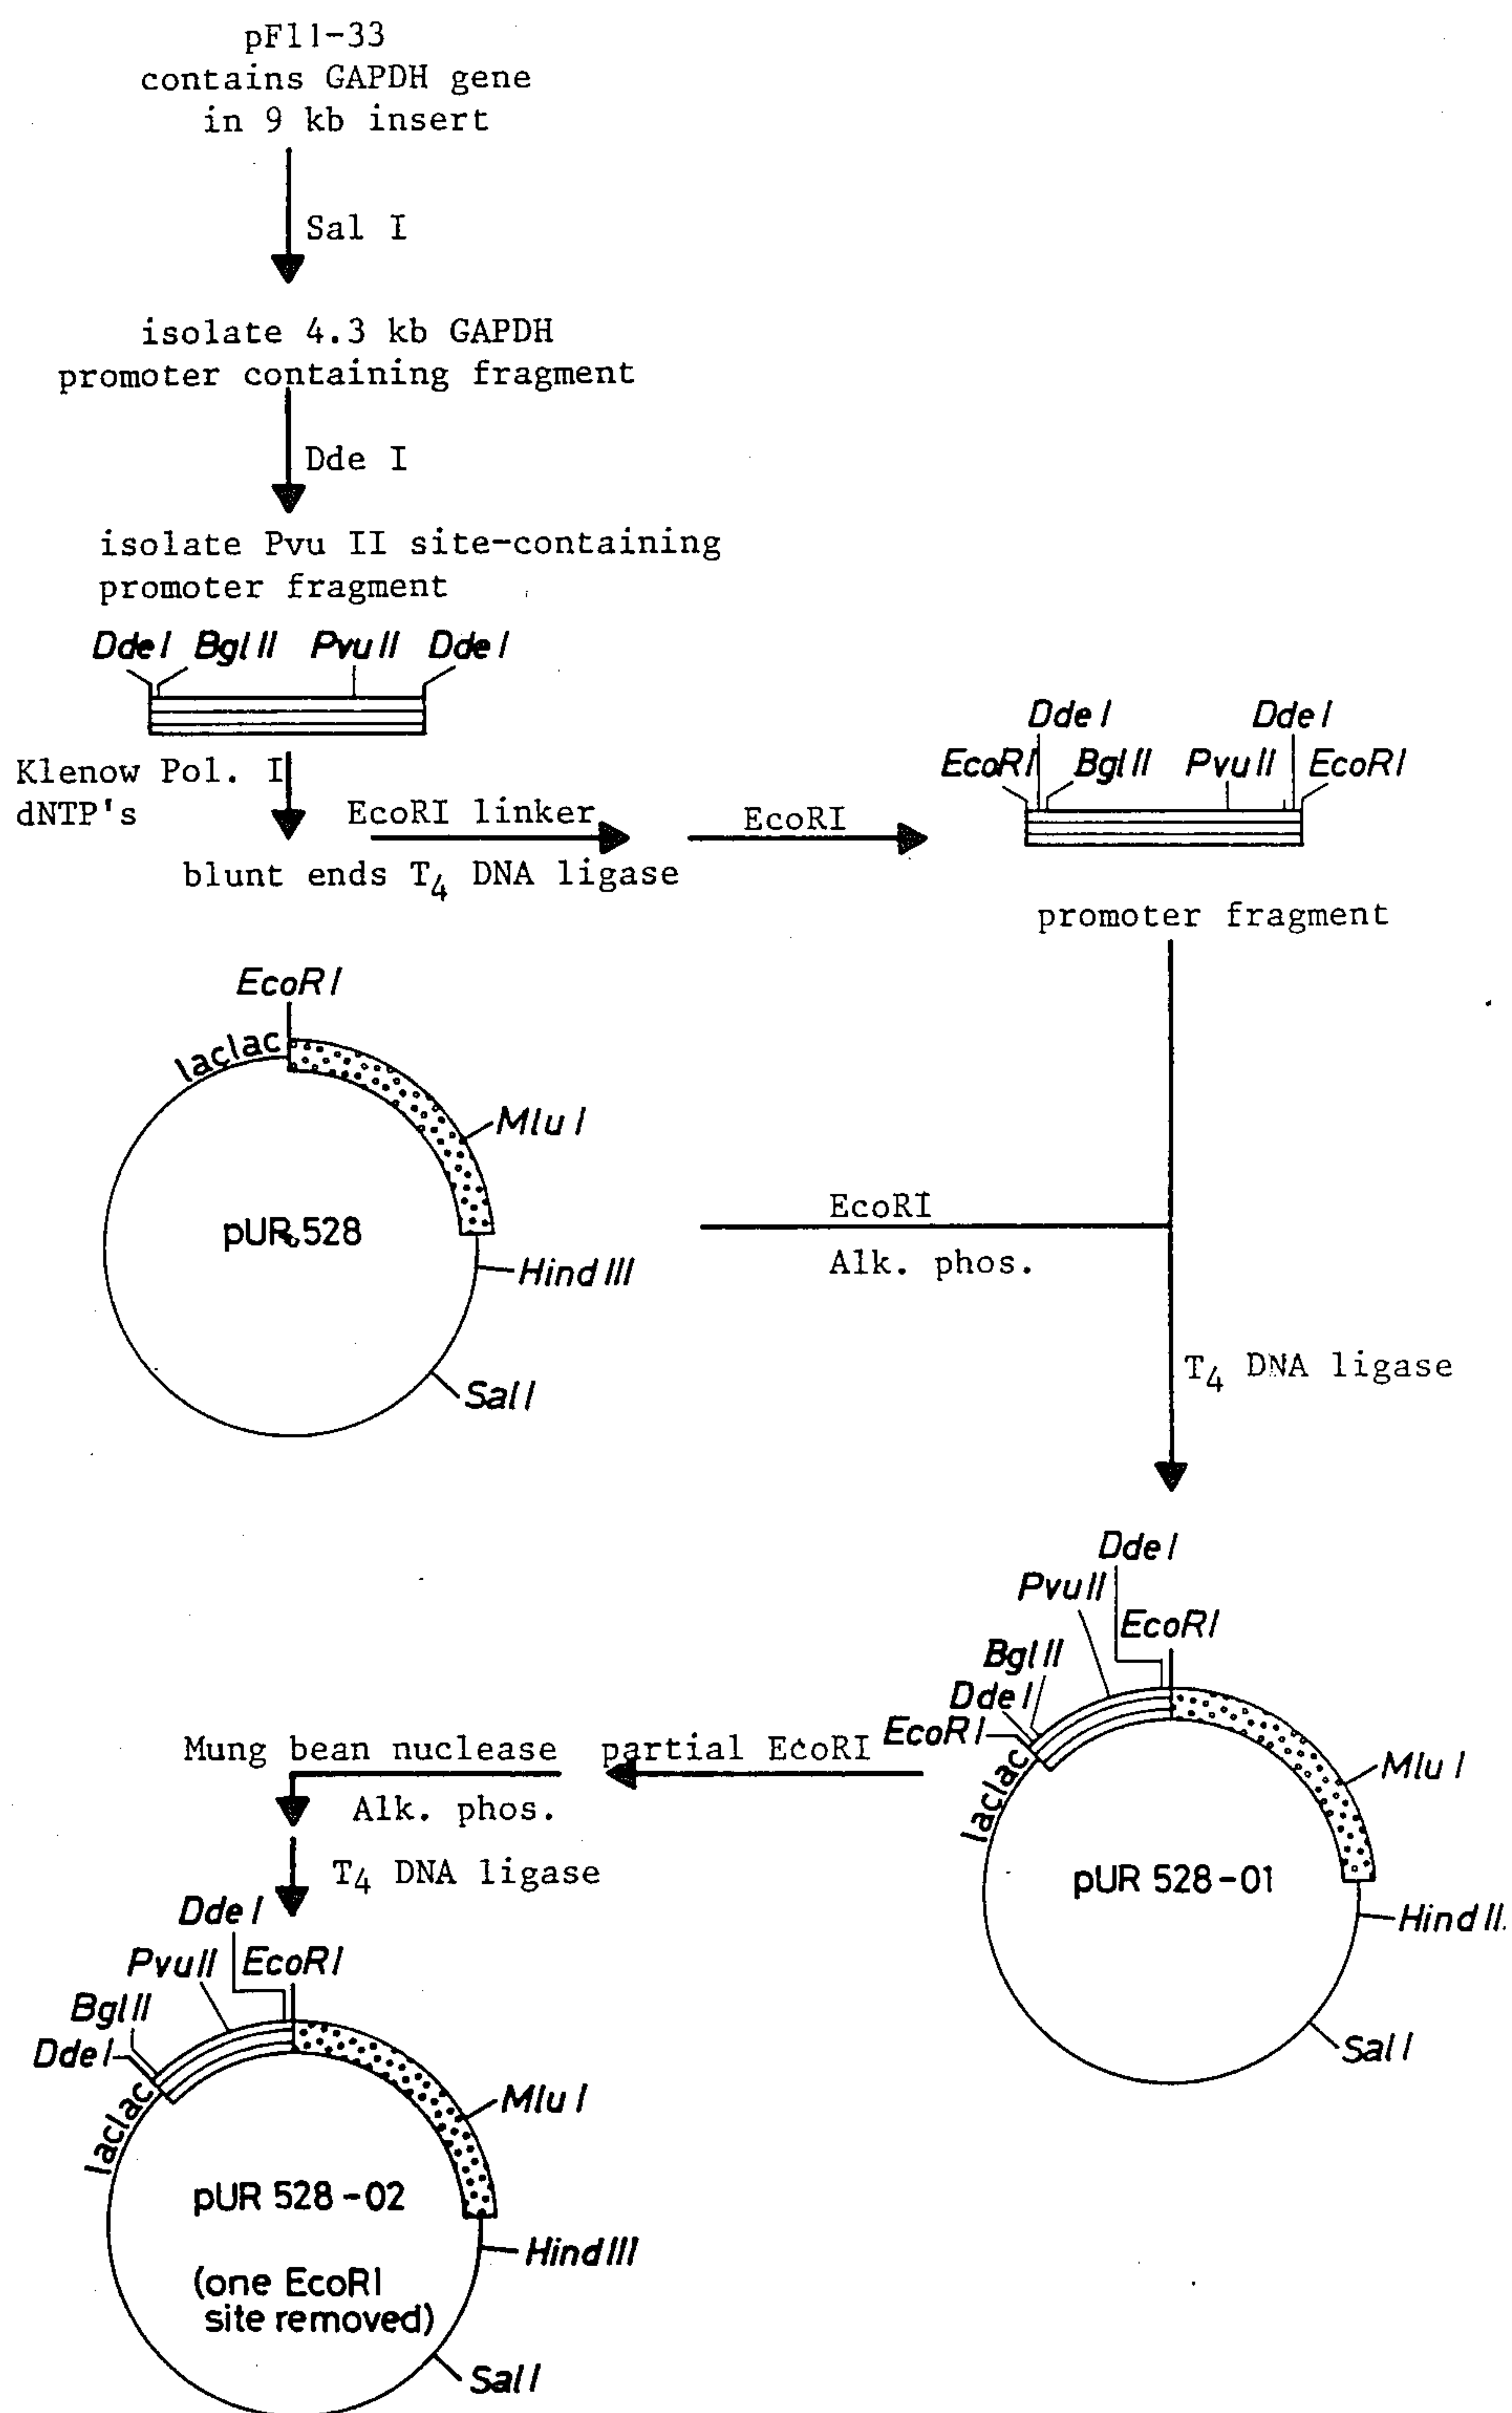 pF11-33
contains GAPDH gene
in 9 kb insert
Sal I
isolate 4.3 kb GAPDH
promoter containing fragment
Dde I
isolate Pvu II site-containing
promoter fragment
DdeI BglII PvuII DdeI
Klenow Pol. I
dNTP's
EcoRI linker
blunt ends T4 DNA ligase
EcoRI
DdeI DdeI
EcoRI BglII PvuII EcoRI
promoter fragment
EcoRI
laclac
MluI
pUR 528
HindIII
SalI
EcoRI
Alk. phos.
T4 DNA ligase
DdeI
PvuII
EcoRI
BglII
DdeI
EcoRI
laclac
MluI
pUR 528-01
HindII
SalI
partial EcoRI
Mung bean nuclease
Alk. phos.
T4 DNA ligase
DdeI
PvuII EcoRI
BglII
DdeI
laclac
MluI
pUR 528-02
HindIII
(one EcoRI
site removed)
SalI